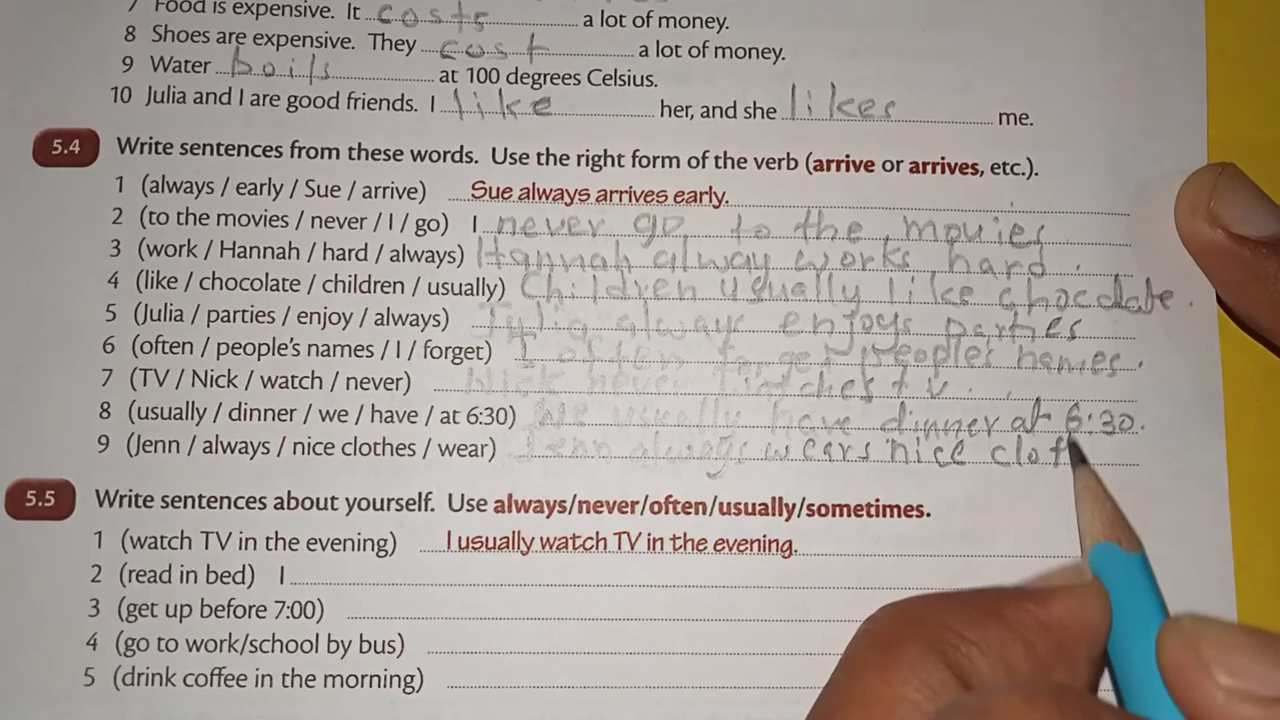 7 Food is expensive. It costs a lot of money.
8 Shoes are expensive. They cost a lot of money.
9 Water boils at 100 degrees Celsius.
10 Julia and I are good friends. I like her, and she likes me.
5.4 Write sentences from these words. Use the right form of the verb (arrive or arrives, etc.).
1 (always / early / Sue / arrive) Sue always arrives early.
2 (to the movies / never / I / go) I never go to the movies
3 (work / Hannah / hard / always) Hannah alway works hard.
4 (like / chocolate / children / usually) Children usually like chocolate.
5 (Julia / parties / enjoy / always) Julia always enjoys parties
6 (often / people's names / I / forget) I often forget people's names.
7 (TV / Nick / watch / never) Nick never watches tv.
8 (usually / dinner / we / have / at 6:30) We usually have dinner at 6:30.
9 (Jenn / always / nice clothes / wear) Jenn always wears nice clot
5.5 Write sentences about yourself. Use always/never/often/usually/sometimes.
1 (watch TV in the evening) I usually watch TV in the evening.
2 (read in bed) I
3 (get up before 7:00)
4 (go to work/school by bus)
5 (drink coffee in the morning)